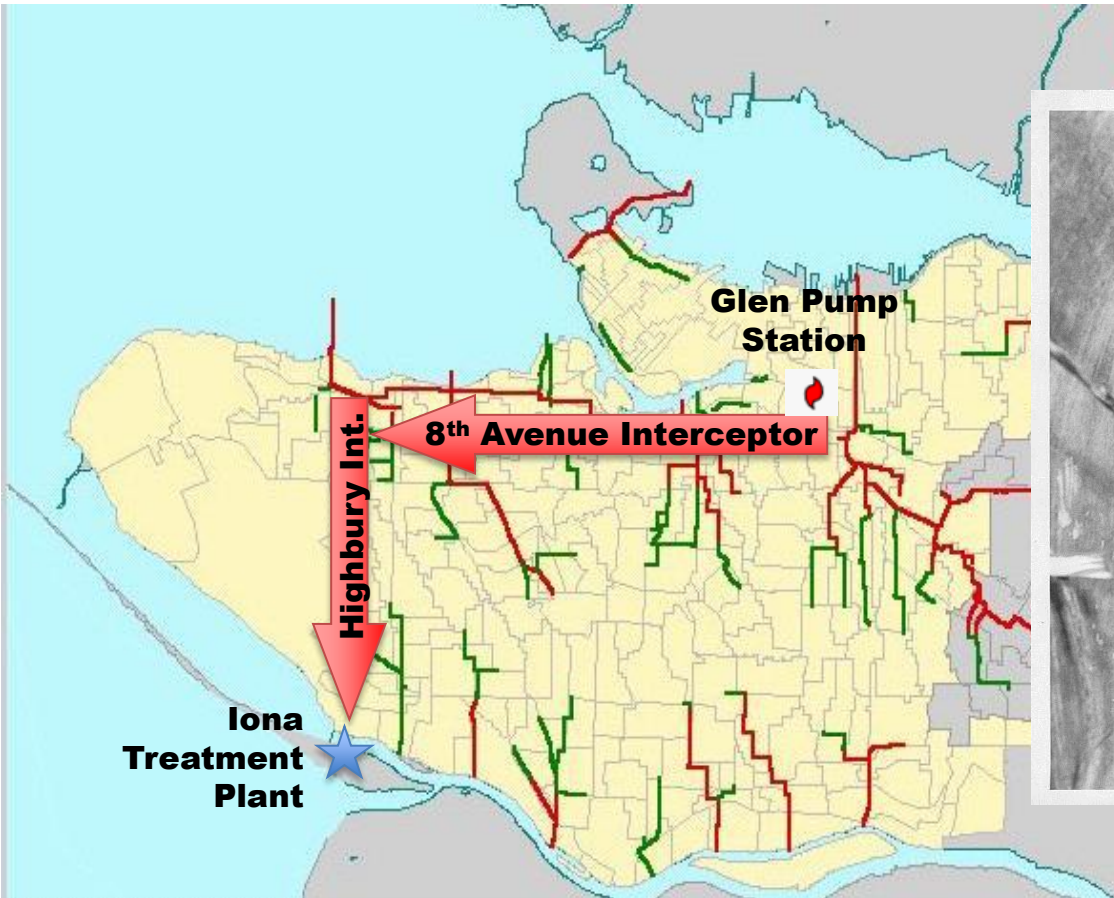 Glen Pump
Station
8th Avenue Interceptor
Highbury Int.
Iona
Treatment
Plant